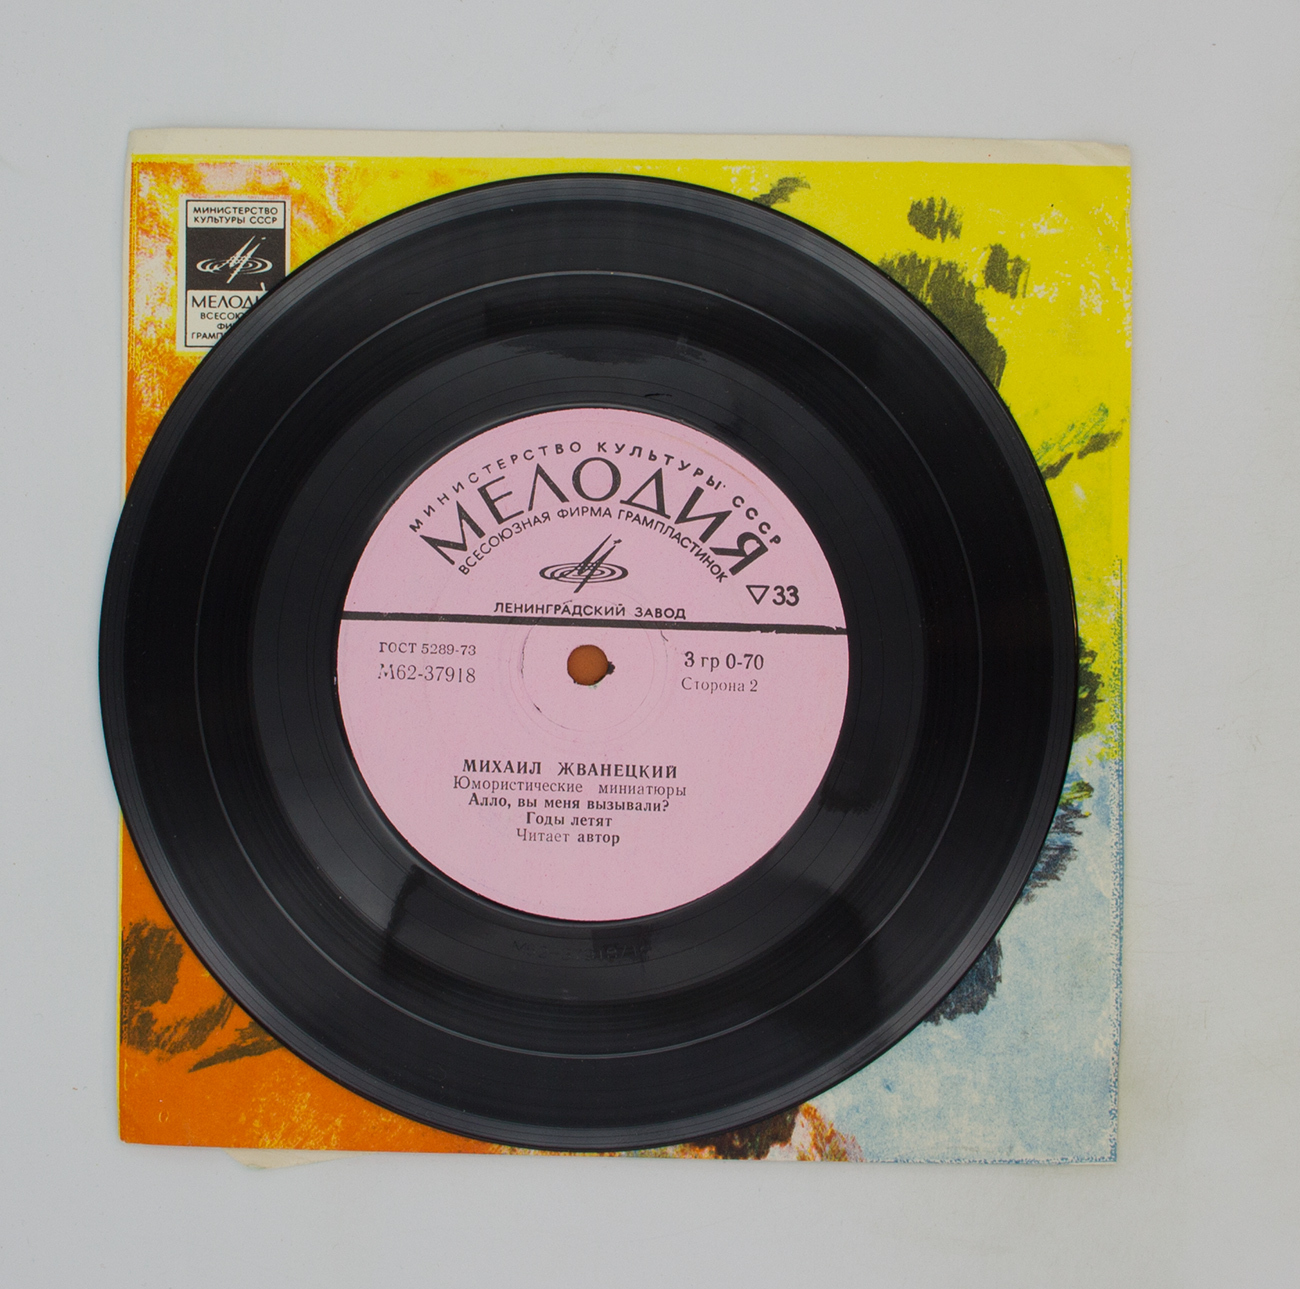 МИНИСТЕРСТВО
КУЛЬТУРЫ СССР
МЕЛОДИ
ВСЕСОЮ
ФИ
ГРАМП
МИНИСТЕРСТВО КУЛЬТУРЫ СССР
МЕЛОДИЯ
ВСЕСОЮЗНАЯ ФИРМА ГРАМПЛАСТИНОК
▽33
ЛЕНИНГРАДСКИЙ ЗАВОД
ГОСТ 5289-73
М62-37918
3 гр 0-70
Сторона 2
МИХАИЛ ЖВАНЕЦКИЙ
Юмористические миниатюры
Алло, вы меня вызывали?
Годы летят
Читает автор